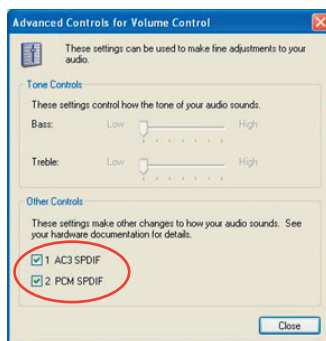 Advanced Controls for Volume Control
These settings can be used to make fine adjustments to your
audio.
Tone Controls
These settings control how the tone of your audio sounds.
Bass: Low High
Treble: Low High
Other Controls
These settings make other changes to how your audio sounds. See
your hardware documentation for details.
1 AC3 SPDIF
2 PCM SPDIF
Close